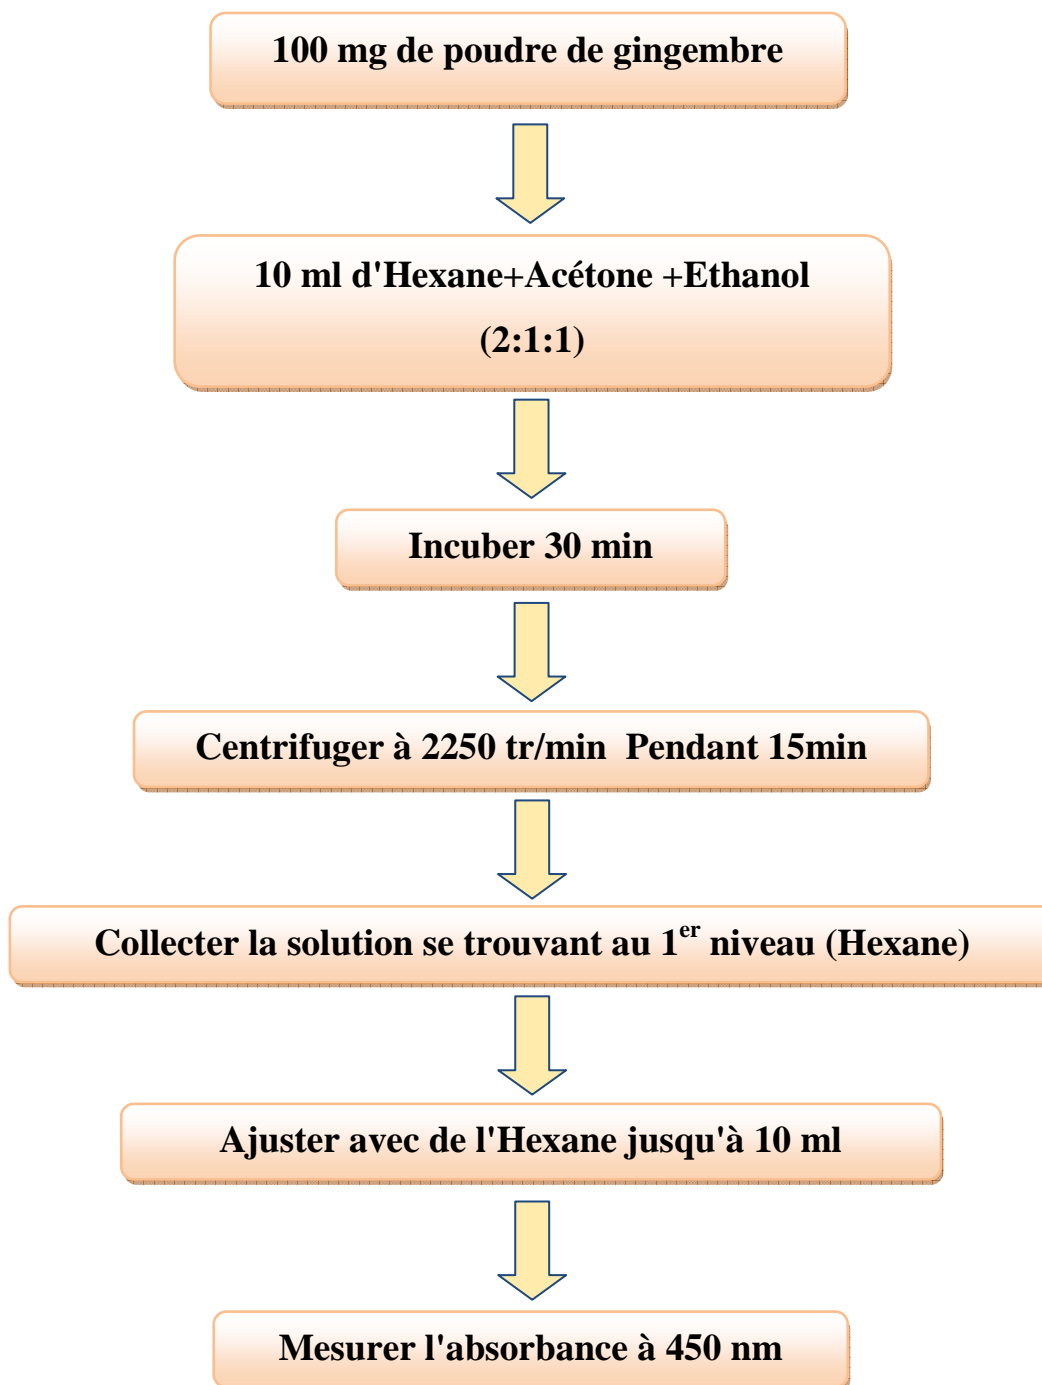 100 mg de poudre de gingembre
10 ml d'Hexane+Acétone +Ethanol
(2:1:1)
Incuber 30 min
Centrifuger à 2250 tr/min  Pendant 15min
Collecter la solution se trouvant au 1er niveau (Hexane)
Ajuster avec de l'Hexane jusqu'à 10 ml
Mesurer l'absorbance à 450 nm